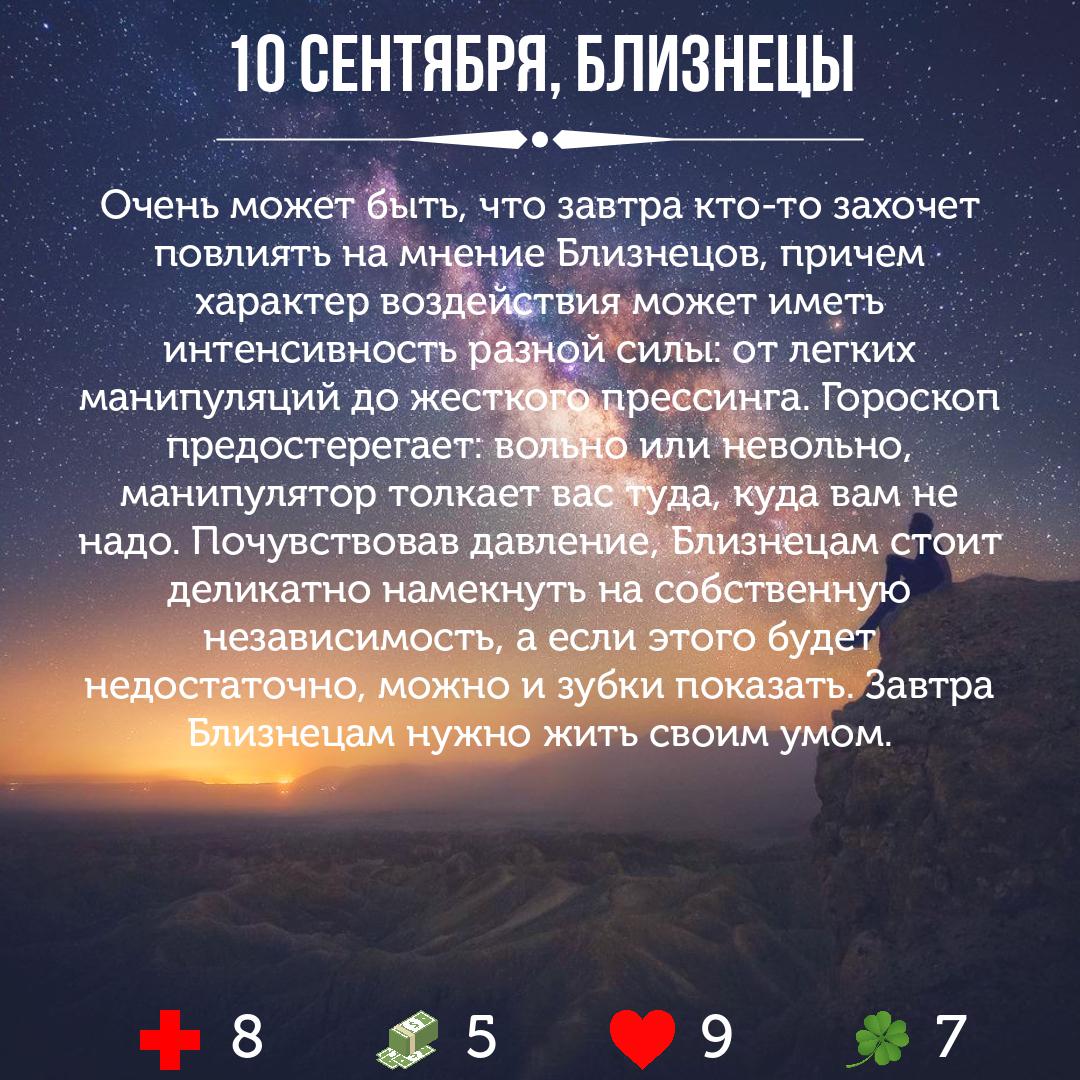 10 СЕНТЯБРЯ, БЛИЗНЕЦЫ
Очень может быть, что завтра кто-то захочет
повлиять на мнение Близнецов, причем
характер воздействия может иметь
интенсивность разной силы: от легких
манипуляций до жесткого прессинга. Гороскоп
предостерегает: вольно или невольно,
манипулятор толкает вас туда, куда вам не
надо. Почувствовав давление, Близнецам стоит
деликатно намекнуть на собственную
независимость, а если этого будет
недостаточно, можно и зубки показать. Завтра
Близнецам нужно жить своим умом.
8 5 9 7